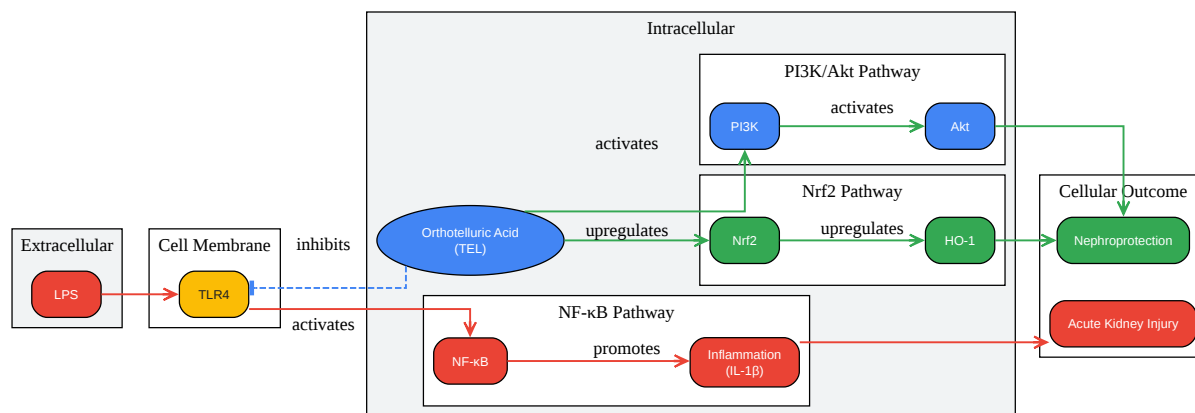 Intracellular
PI3K/Akt Pathway
PI3K
activates
Akt
activates
Nrf2 Pathway
Cellular Outcome
Orthotelluric Acid
(TEL)
upregulates
Nrf2
upregulates
HO-1
Nephroprotection
Extracellular
Cell Membrane
inhibits
LPS
TLR4
activates
NF-κB Pathway
NF-κB
promotes
Inflammation
(IL-1β)
Acute Kidney Injury